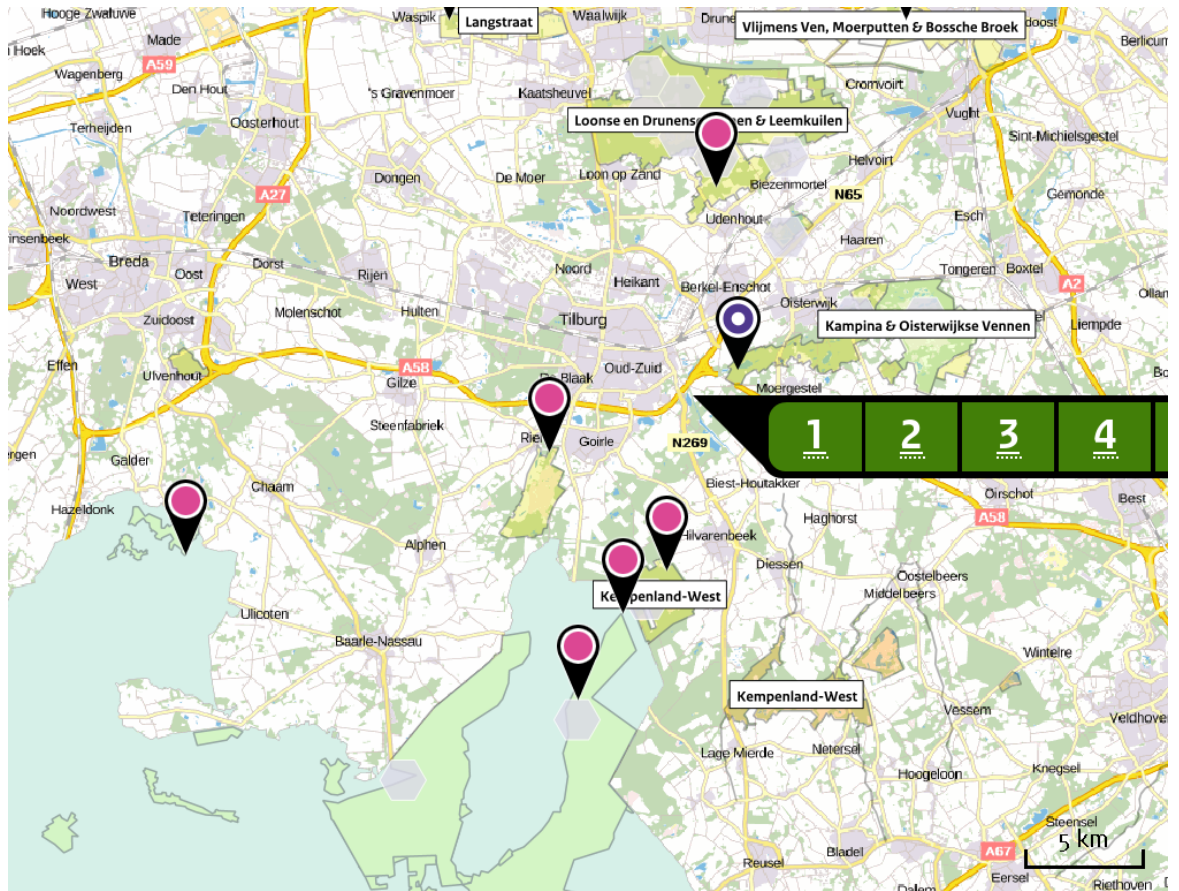 Hooge Zwaluwe
Waspik
Langstraat
Waalwijk
Vlijmens Ven, Moerputten & Bossche Broek
Made
A59
Wagenberg
Den Hout
's Gravenmoer
Kaatsheuvel
Cromvoirt
Berlicum
Terheijden
Oosterhout
Loonse en Drunense
en & Leemkuilen
Vught
Sint-Michielsgestel
Helvoirt
Dongen
De Moer
Loon op Zand
Biezenmortel
N65
Gemonde
A27
Noordwest
Teteringen
Udenhout
Esch
Haaren
Breda
Oost
Dorst
Rijen
Noord
Heikant
Berkel-Enschot
Tongeren
Boxtel
West
A2
Molenschot
Hulten
Tilburg
Oisterwijk
Zuidoost
Kampina & Oisterwijkse Vennen
Liempde
Effen
Ulvenhout
A58
Gilze
Oud-Zuid
Moergestel
Steenfabriek
Goirle
N269
1
2
3
4
Galder
Chaam
Biest-Houtakker
Oirschot
Best
Hazeldonk
Haghorst
A58
Alphen
Hilvarenbeek
Diessen
Oostelbeers
Middelbeers
Ulicoten
Kempenland-West
Baarle-Nassau
Wintelre
Kempenland-West
Vessem
Veldhov
Lage Mierde
Netersel
Hoogeloon
Knegsel
Steensel
5 km
Bladel
A67
Reusel
Eersel
Dalem
Riethoven